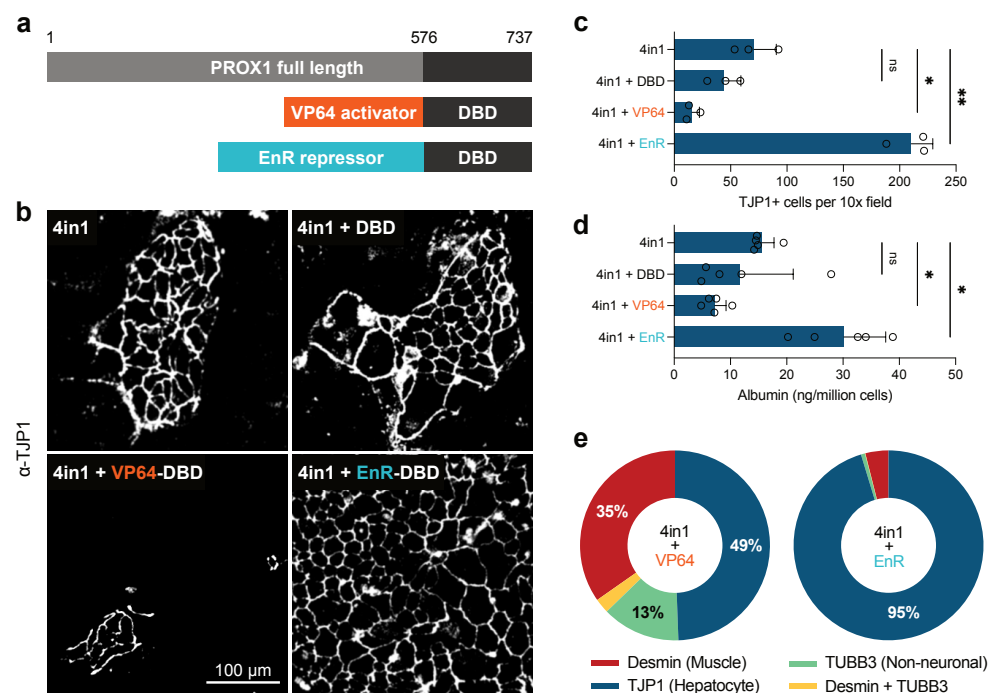 a
1 576 737
PROX1 full length
VP64 activator DBD
EnR repressor DBD
b
α-TJP1
4in1
4in1 + DBD
4in1 + VP64-DBD
4in1 + EnR-DBD
100 µm
c
4in1
4in1 + DBD
4in1 + VP64
4in1 + EnR
ns
*
**
0 50 100 150 200 250
TJP1+ cells per 10x field
d
4in1
4in1 + DBD
4in1 + VP64
4in1 + EnR
ns
*
*
0 10 20 30 40 50
Albumin (ng/million cells)
e
35%
49%
13%
4in1
+
VP64
4in1
+
EnR
95%
Desmin (Muscle)
TJP1 (Hepatocyte)
TUBB3 (Non-neuronal)
Desmin + TUBB3